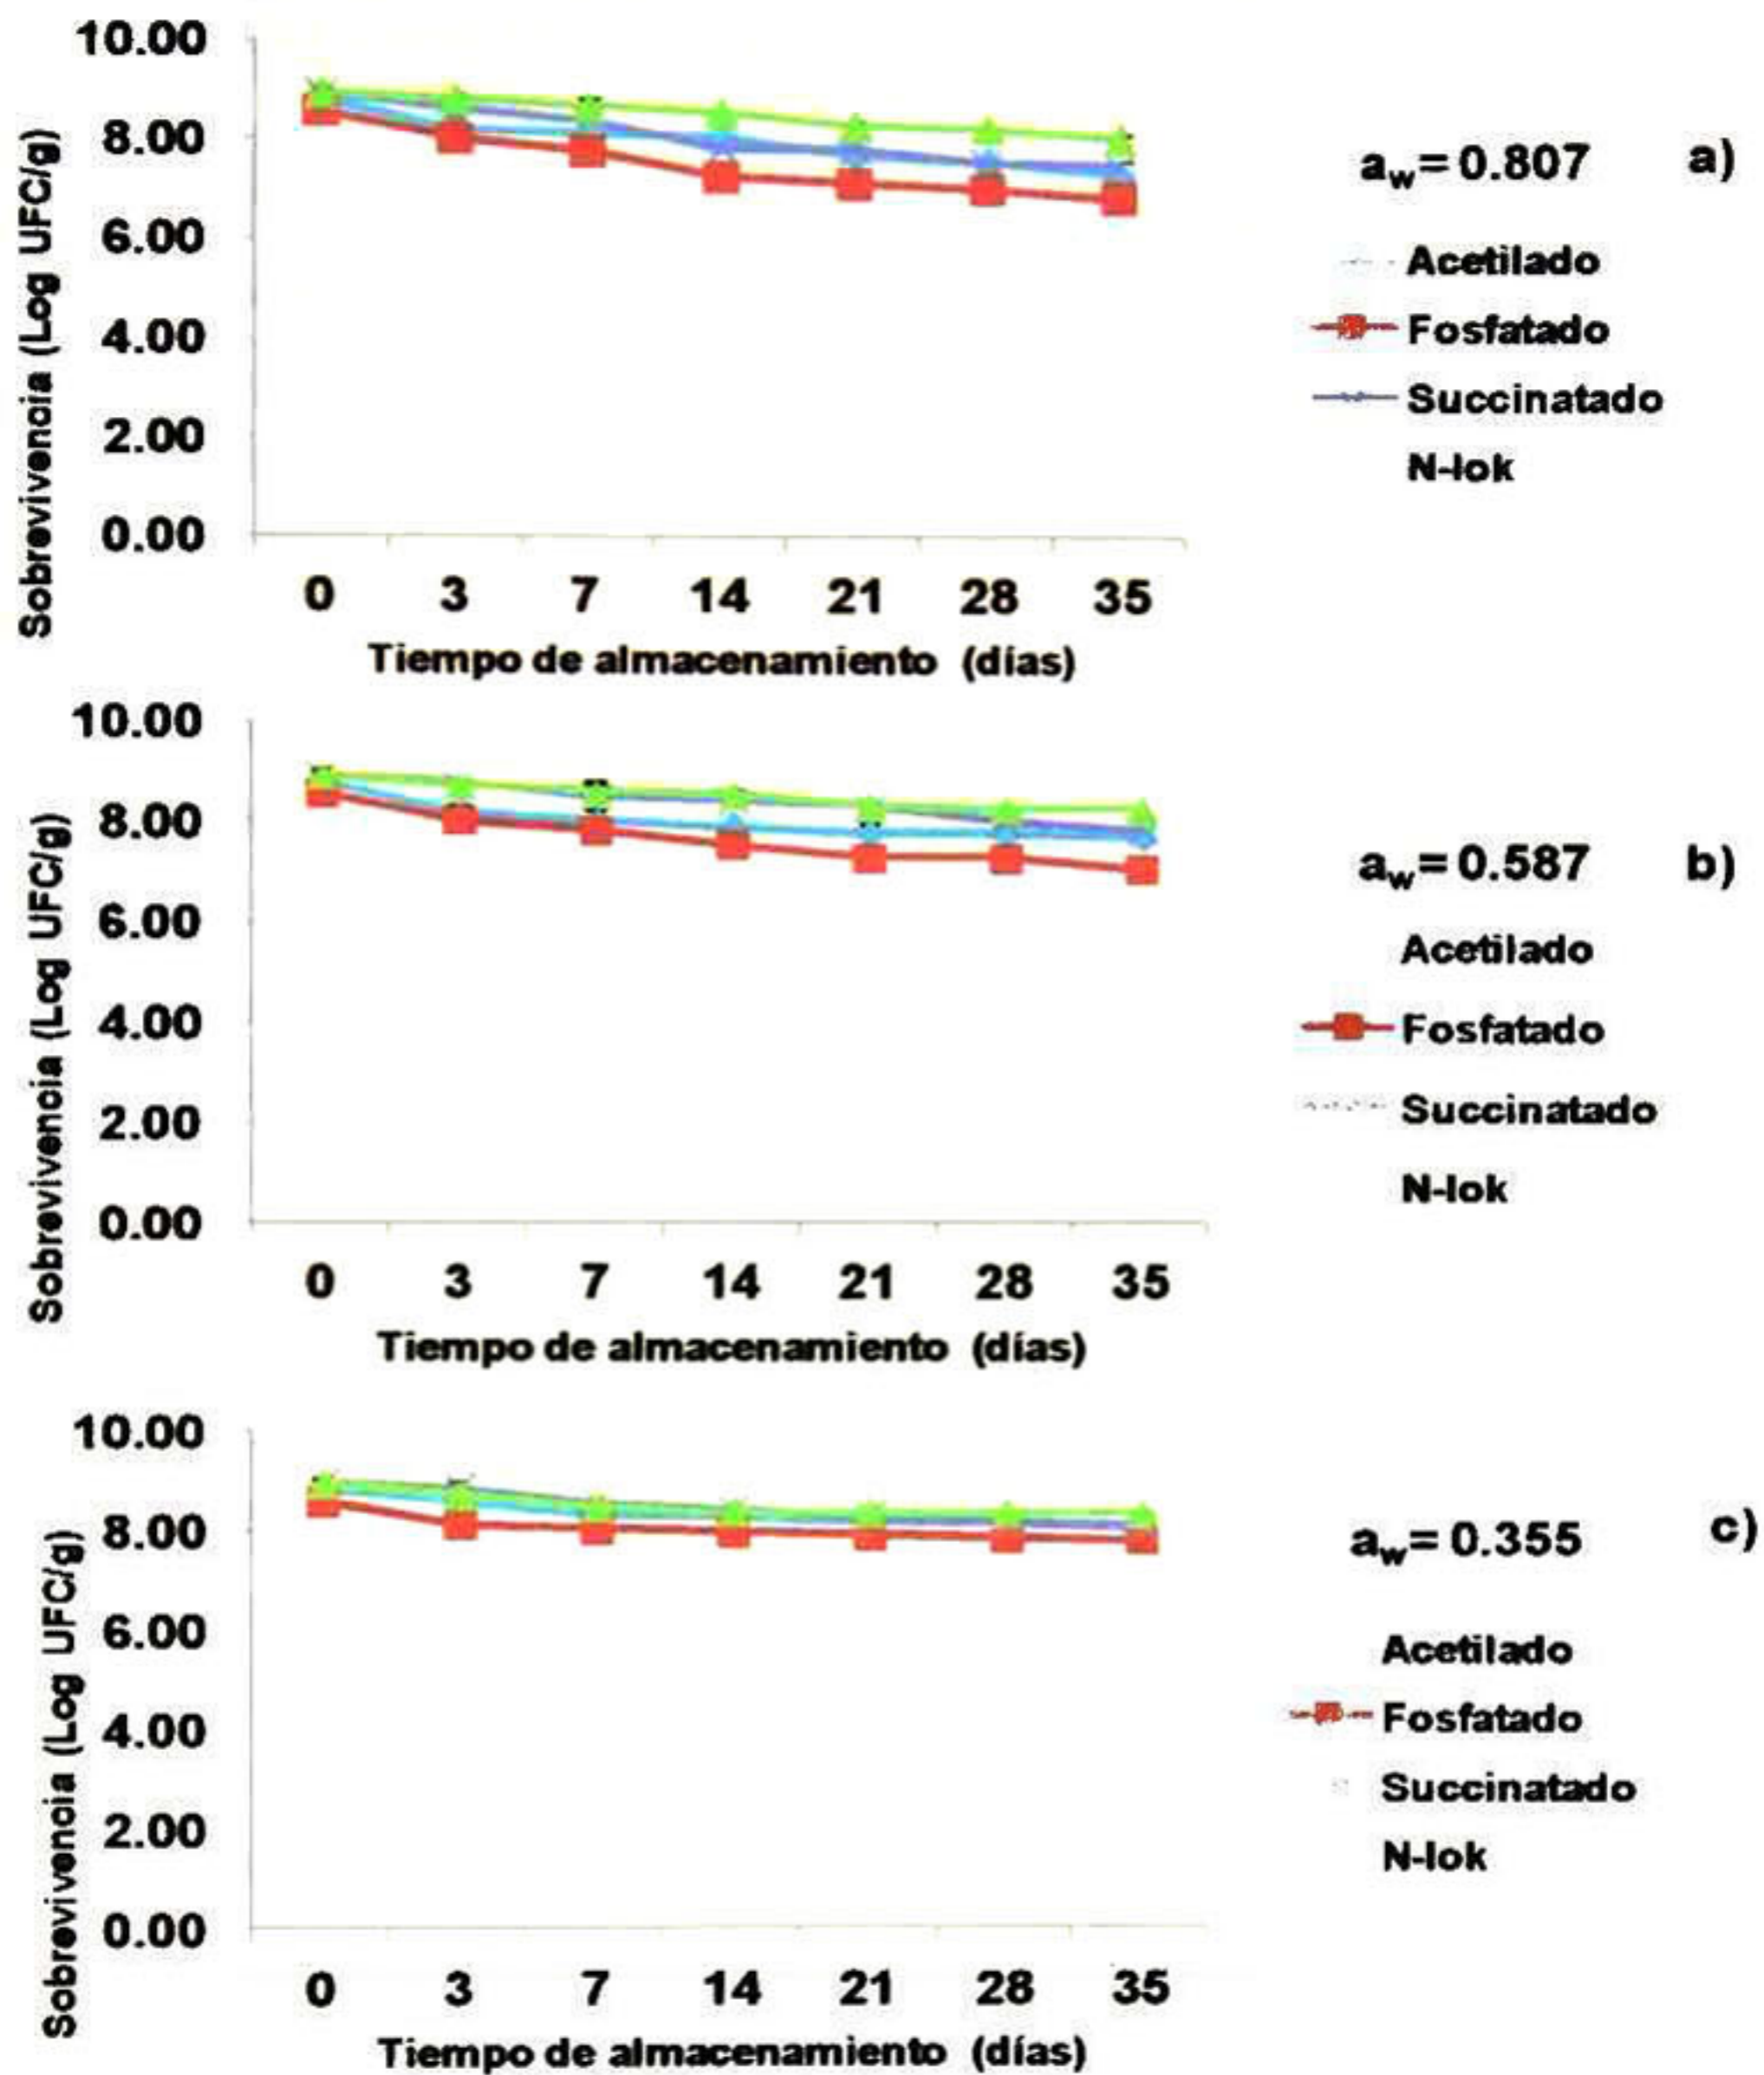 10.00
8.00
6.00
4.00
2.00
0.00
Sobrevivencia (Log UFC/g)
0 3 7 14 21 28 35
Tiempo de almacenamiento (días)
aw= 0.807 a)
Acetilado
Fosfatado
Succinatado
N-lok
10.00
8.00
6.00
4.00
2.00
0.00
Sobrevivencia (Log UFC/g)
0 3 7 14 21 28 35
Tiempo de almacenamiento (días)
aw= 0.587 b)
Acetilado
Fosfatado
Succinatado
N-lok
10.00
8.00
6.00
4.00
2.00
0.00
Sobrevivencia (Log UFC/g)
0 3 7 14 21 28 35
Tiempo de almacenamiento (días)
aw= 0.355 c)
Acetilado
Fosfatado
Succinatado
N-lok